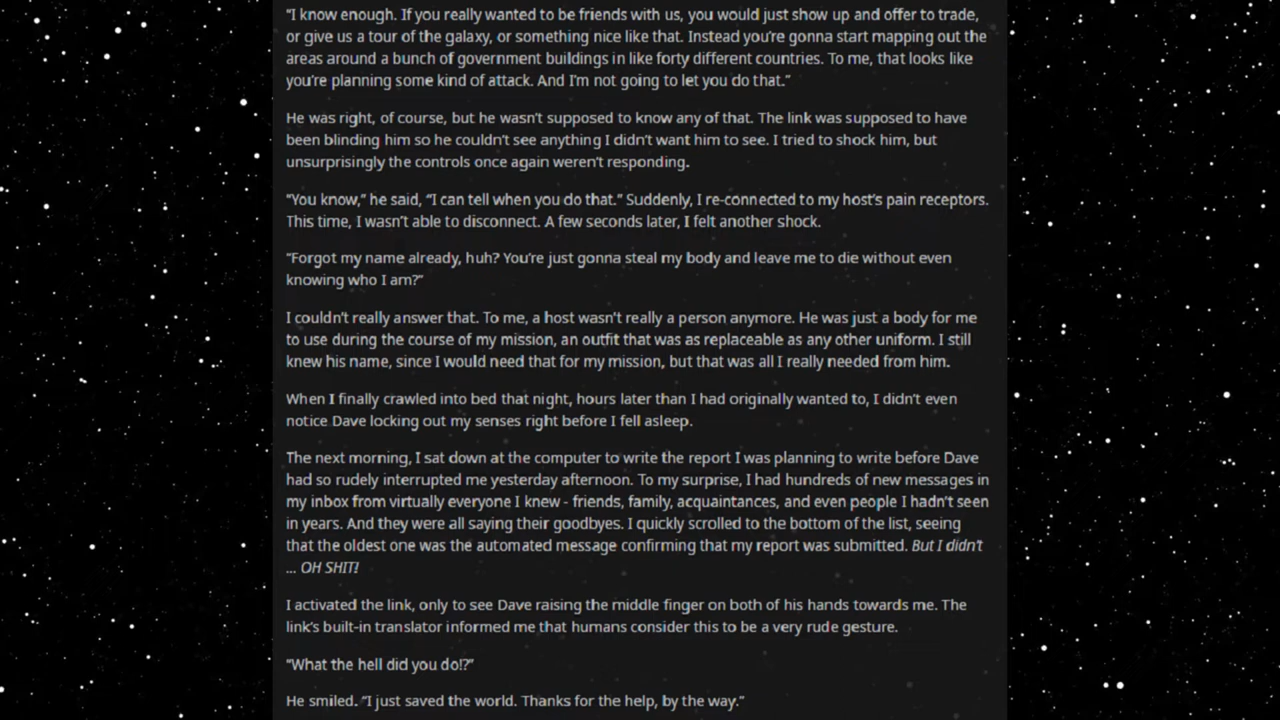 “I know enough. If you really wanted to be friends with us, you would just show up and offer to trade,
or give us a tour of the galaxy, or something nice like that. Instead you’re gonna start mapping out the
areas around a bunch of government buildings in like forty different countries. To me, that looks like
you’re planning some kind of attack. And I’m not going to let you do that.”
He was right, of course, but he wasn’t supposed to know any of that. The link was supposed to have
been blinding him so he couldn’t see anything I didn’t want him to see. I tried to shock him, but
unsurprisingly the controls once again weren’t responding.
“You know,” he said, “I can tell when you do that.” Suddenly, I re-connected to my host’s pain receptors.
This time, I wasn’t able to disconnect. A few seconds later, I felt another shock.
“Forgot my name already, huh? You’re just gonna steal my body and leave me to die without even
knowing who I am?”
I couldn’t really answer that. To me, a host wasn’t really a person anymore. He was just a body for me
to use during the course of my mission, an outfit that was as replaceable as any other uniform. I still
knew his name, since I would need that for my mission, but that was all I really needed from him.
When I finally crawled into bed that night, hours later than I had originally wanted to, I didn’t even
notice Dave locking out my senses right before I fell asleep.
The next morning, I sat down at the computer to write the report I was planning to write before Dave
had so rudely interrupted me yesterday afternoon. To my surprise, I had hundreds of new messages in
my inbox from virtually everyone I knew - friends, family, acquaintances, and even people I hadn’t seen
in years. And they were all saying their goodbyes. I quickly scrolled to the bottom of the list, seeing
that the oldest one was the automated message confirming that my report was submitted. But I didn’t
... OH SHIT!
I activated the link, only to see Dave raising the middle finger on both of his hands towards me. The
link’s built-in translator informed me that humans consider this to be a very rude gesture.
“What the hell did you do!?”
He smiled. “I just saved the world. Thanks for the help, by the way.”